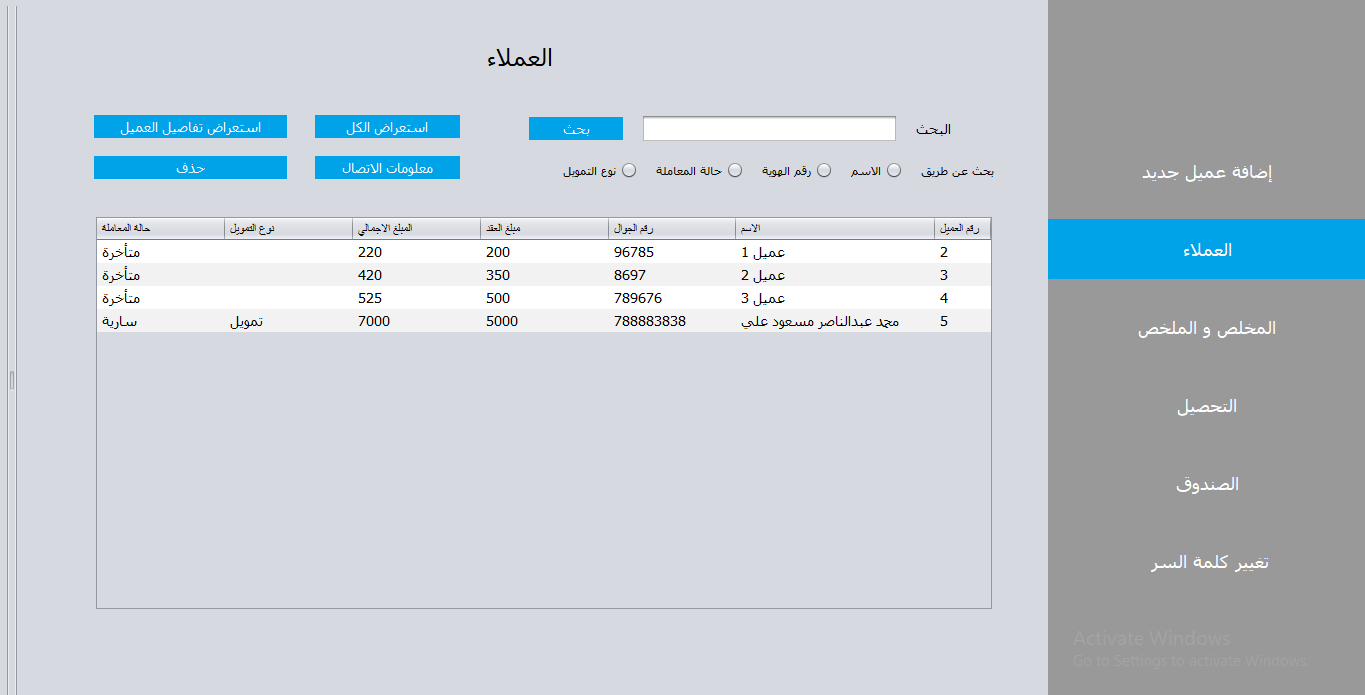 العملاء
البحث
بحث
استعراض الكل
استعراض تفاصيل العميل
بحث عن طريق الاسم رقم الهوية حالة المعاملة نوع التمويل
معلومات الاتصال
حذف
رقم العميل الاسم رقم الجوال مبلغ العقد المبلغ الاجمالي نوع التمويل حالة المعاملة
2 عميل 1 96785 200 220 متأخرة
3 عميل 2 8697 350 420 متأخرة
4 عميل 3 789676 500 525 متأخرة
5 محمد عبدالناصر مسعود علي 788883838 5000 7000 تمويل سارية
إضافة عميل جديد
العملاء
المخلص و الملخص
التحصيل
الصندوق
تغيير كلمة السر
Activate Windows
Go to Settings to activate Windows.